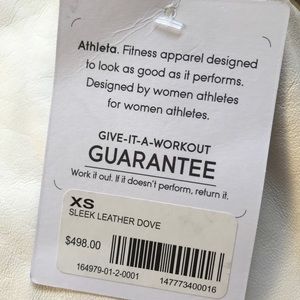 Athleta. Fitness apparel designed
to look as good as it performs.
Designed by women athletes
for women athletes.
GIVE-IT-A-WORKOUT
GUARANTEE
Work it out. If it doesn't perform, return it.
XS
SLEEK LEATHER DOVE
$498.00
164979-01-2-0001 147773400016